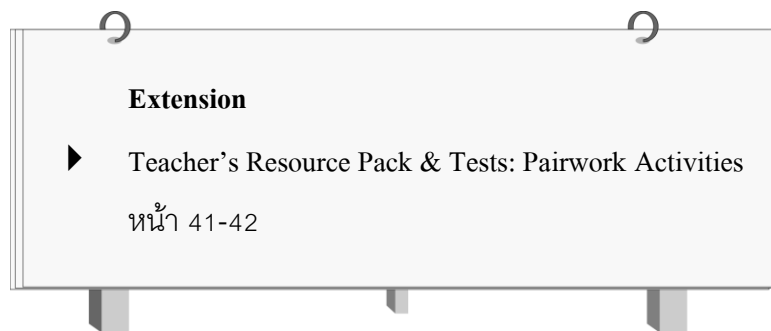 Extension
Teacher’s Resource Pack & Tests: Pairwork Activities
หน้า 41-42